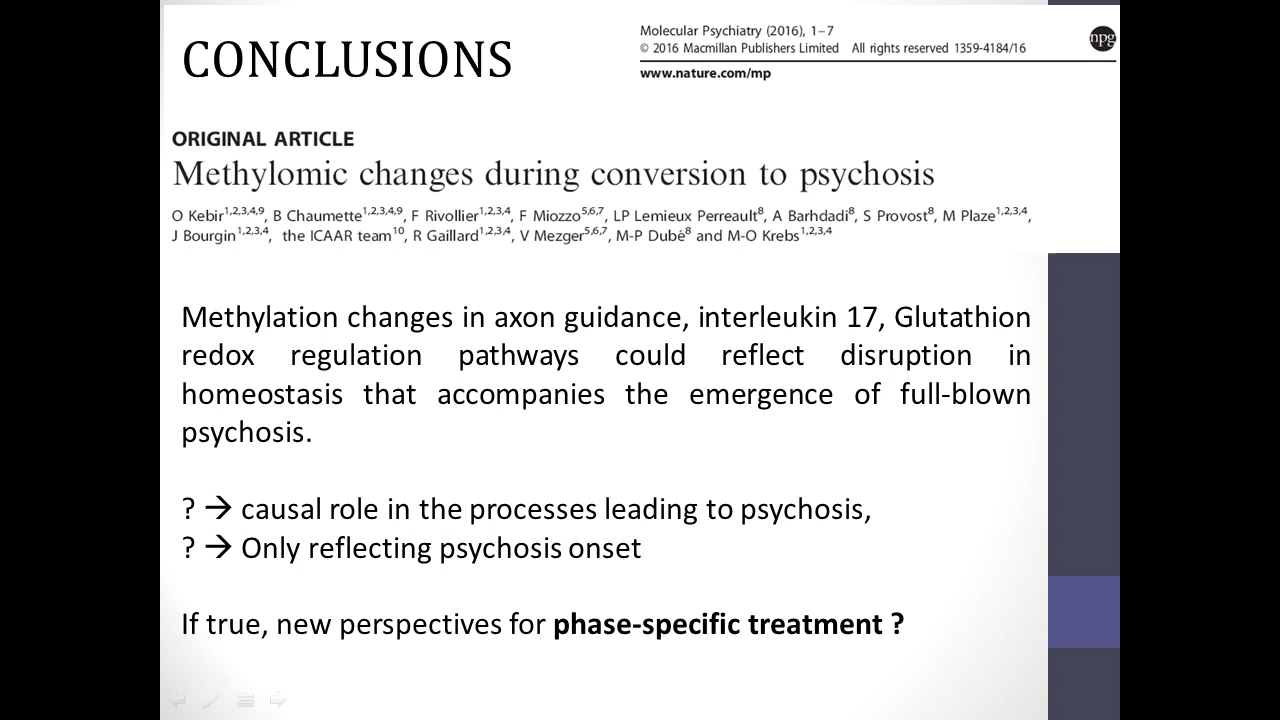 CONCLUSIONS
Molecular Psychiatry (2016), 1–7
© 2016 Macmillan Publishers Limited All rights reserved 1359-4184/16
npg
www.nature.com/mp
ORIGINAL ARTICLE
Methylomic changes during conversion to psychosis
O Kebir1,2,3,4,9, B Chaumette1,2,3,4,9, F Rivollier1,2,3,4, F Miozzo5,6,7, LP Lemieux Perreault8, A Barhdadi8, S Provost8, M Plaze1,2,3,4,
J Bourgin1,2,3,4, the ICAAR team10, R Gaillard1,2,3,4, V Mezger5,6,7, M-P Dubé8 and M-O Krebs1,2,3,4
Methylation changes in axon guidance, interleukin 17, Glutathion
redox regulation pathways could reflect disruption in
homeostasis that accompanies the emergence of full-blown
psychosis.
? → causal role in the processes leading to psychosis,
? → Only reflecting psychosis onset
If true, new perspectives for phase-specific treatment ?